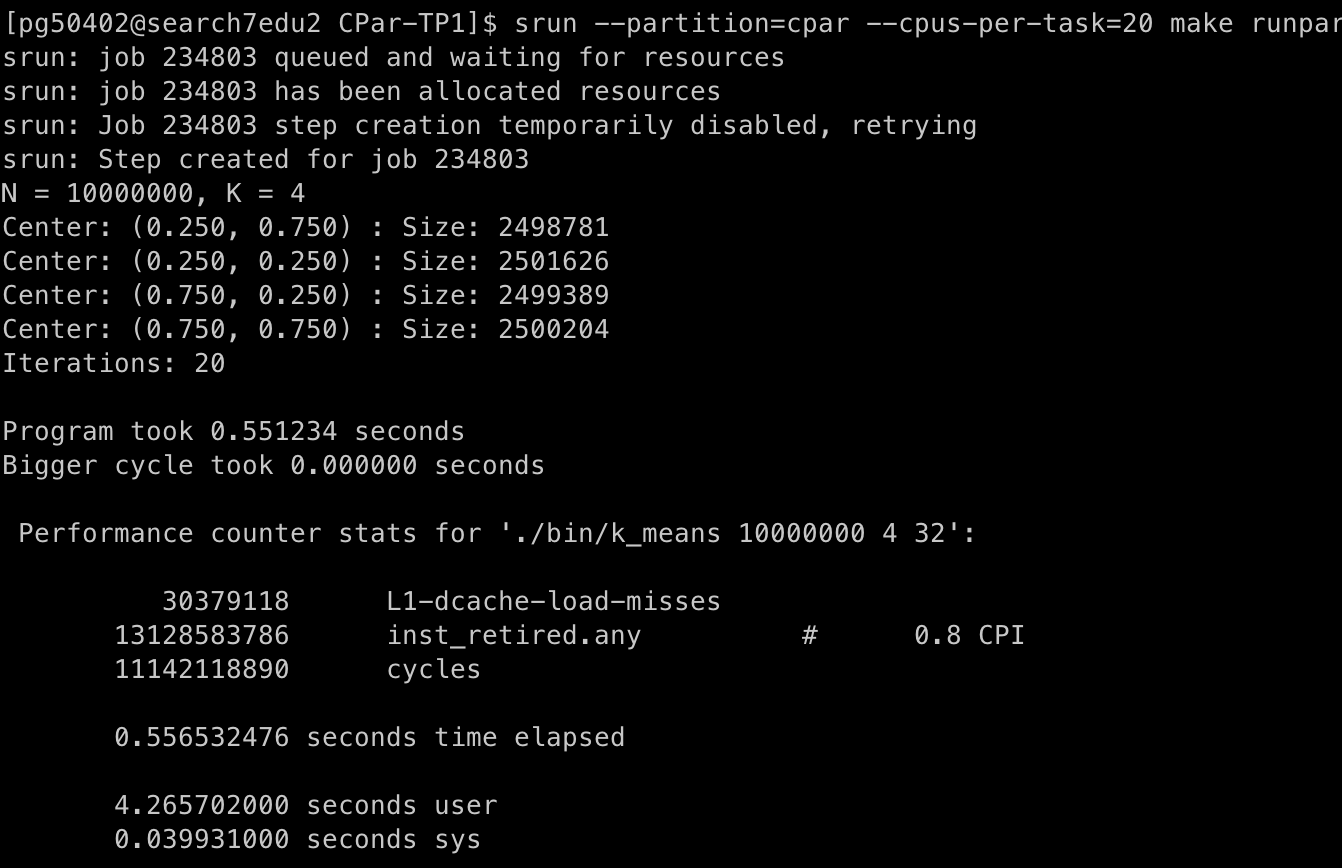 [pg50402@search7edu2 CPar-TP1]$ srun --partition=cpar --cpus-per-task=20 make runpar
srun: job 234803 queued and waiting for resources
srun: job 234803 has been allocated resources
srun: Job 234803 step creation temporarily disabled, retrying
srun: Step created for job 234803
N = 10000000, K = 4
Center: (0.250, 0.750) : Size: 2498781
Center: (0.250, 0.250) : Size: 2501626
Center: (0.750, 0.250) : Size: 2499389
Center: (0.750, 0.750) : Size: 2500204
Iterations: 20
Program took 0.551234 seconds
Bigger cycle took 0.000000 seconds
Performance counter stats for './bin/k_means 10000000 4 32':
30379118 L1-dcache-load-misses
13128583786 inst_retired.any # 0.8 CPI
11142118890 cycles
0.556532476 seconds time elapsed
4.265702000 seconds user
0.039931000 seconds sys